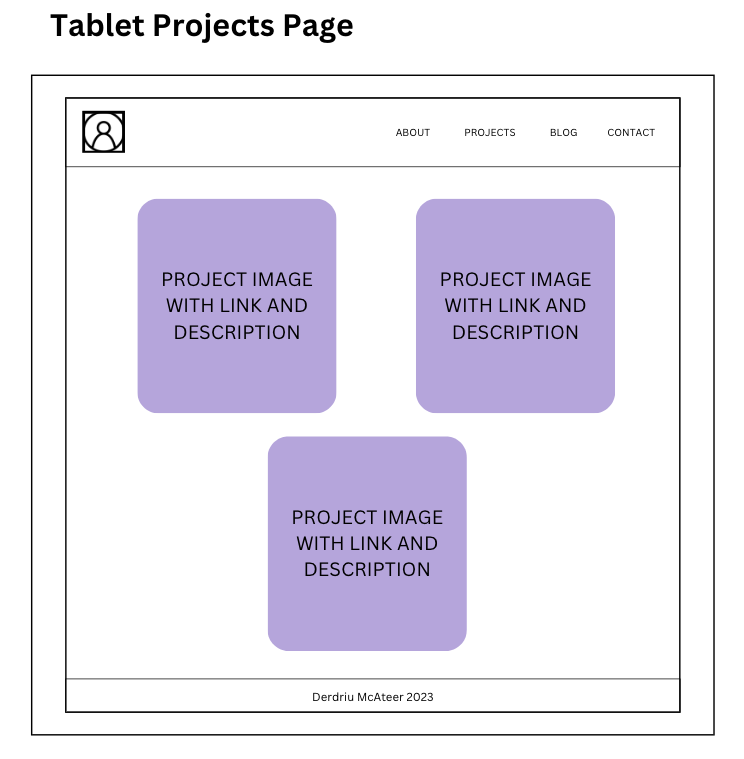 Tablet Projects Page
ABOUT PROJECTS BLOG CONTACT
PROJECT IMAGE
WITH LINK AND
DESCRIPTION
PROJECT IMAGE
WITH LINK AND
DESCRIPTION
PROJECT IMAGE
WITH LINK AND
DESCRIPTION
Derdriu McAteer 2023